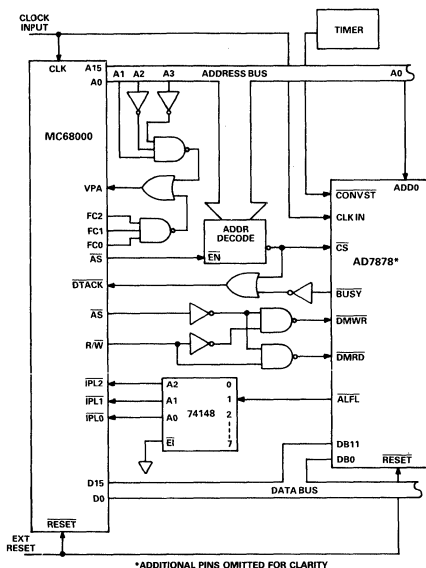 CLOCK
INPUT
TIMER
CLK
A15
A0
A1 A2 A3
ADDRESS BUS
A0
MC68000
VPA
FC2
FC1
FC0
AS
ADDR
DECODE
EN
ADD0
CONVST
CLK IN
CS
AD7878*
DTACK
BUSY
AS
DMWR
R/W
DMRD
IPL2
IPL1
IPL0
A2 0
A1 1
74148
A0 2
EI 7
ALFL
DB11
DB0
RESET
D15
D0
DATA BUS
RESET
EXT
RESET
*ADDITIONAL PINS OMITTED FOR CLARITY